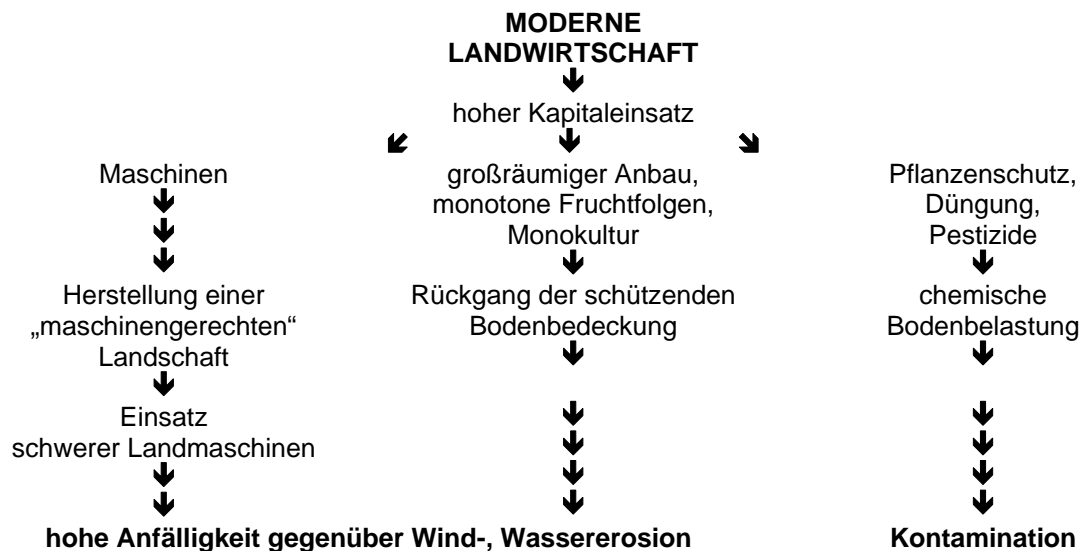 MODERNE
LANDWIRTSCHAFT
hoher Kapitaleinsatz
Maschinen
großräumiger Anbau,
monotone Fruchtfolgen,
Monokultur
Pflanzenschutz,
Düngung,
Pestizide
Herstellung einer
„maschinengerechten“
Landschaft
Rückgang der schützenden
Bodenbedeckung
chemische
Bodenbelastung
Einsatz
schwerer Landmaschinen
hohe Anfälligkeit gegenüber Wind-, Wassererosion
Kontamination